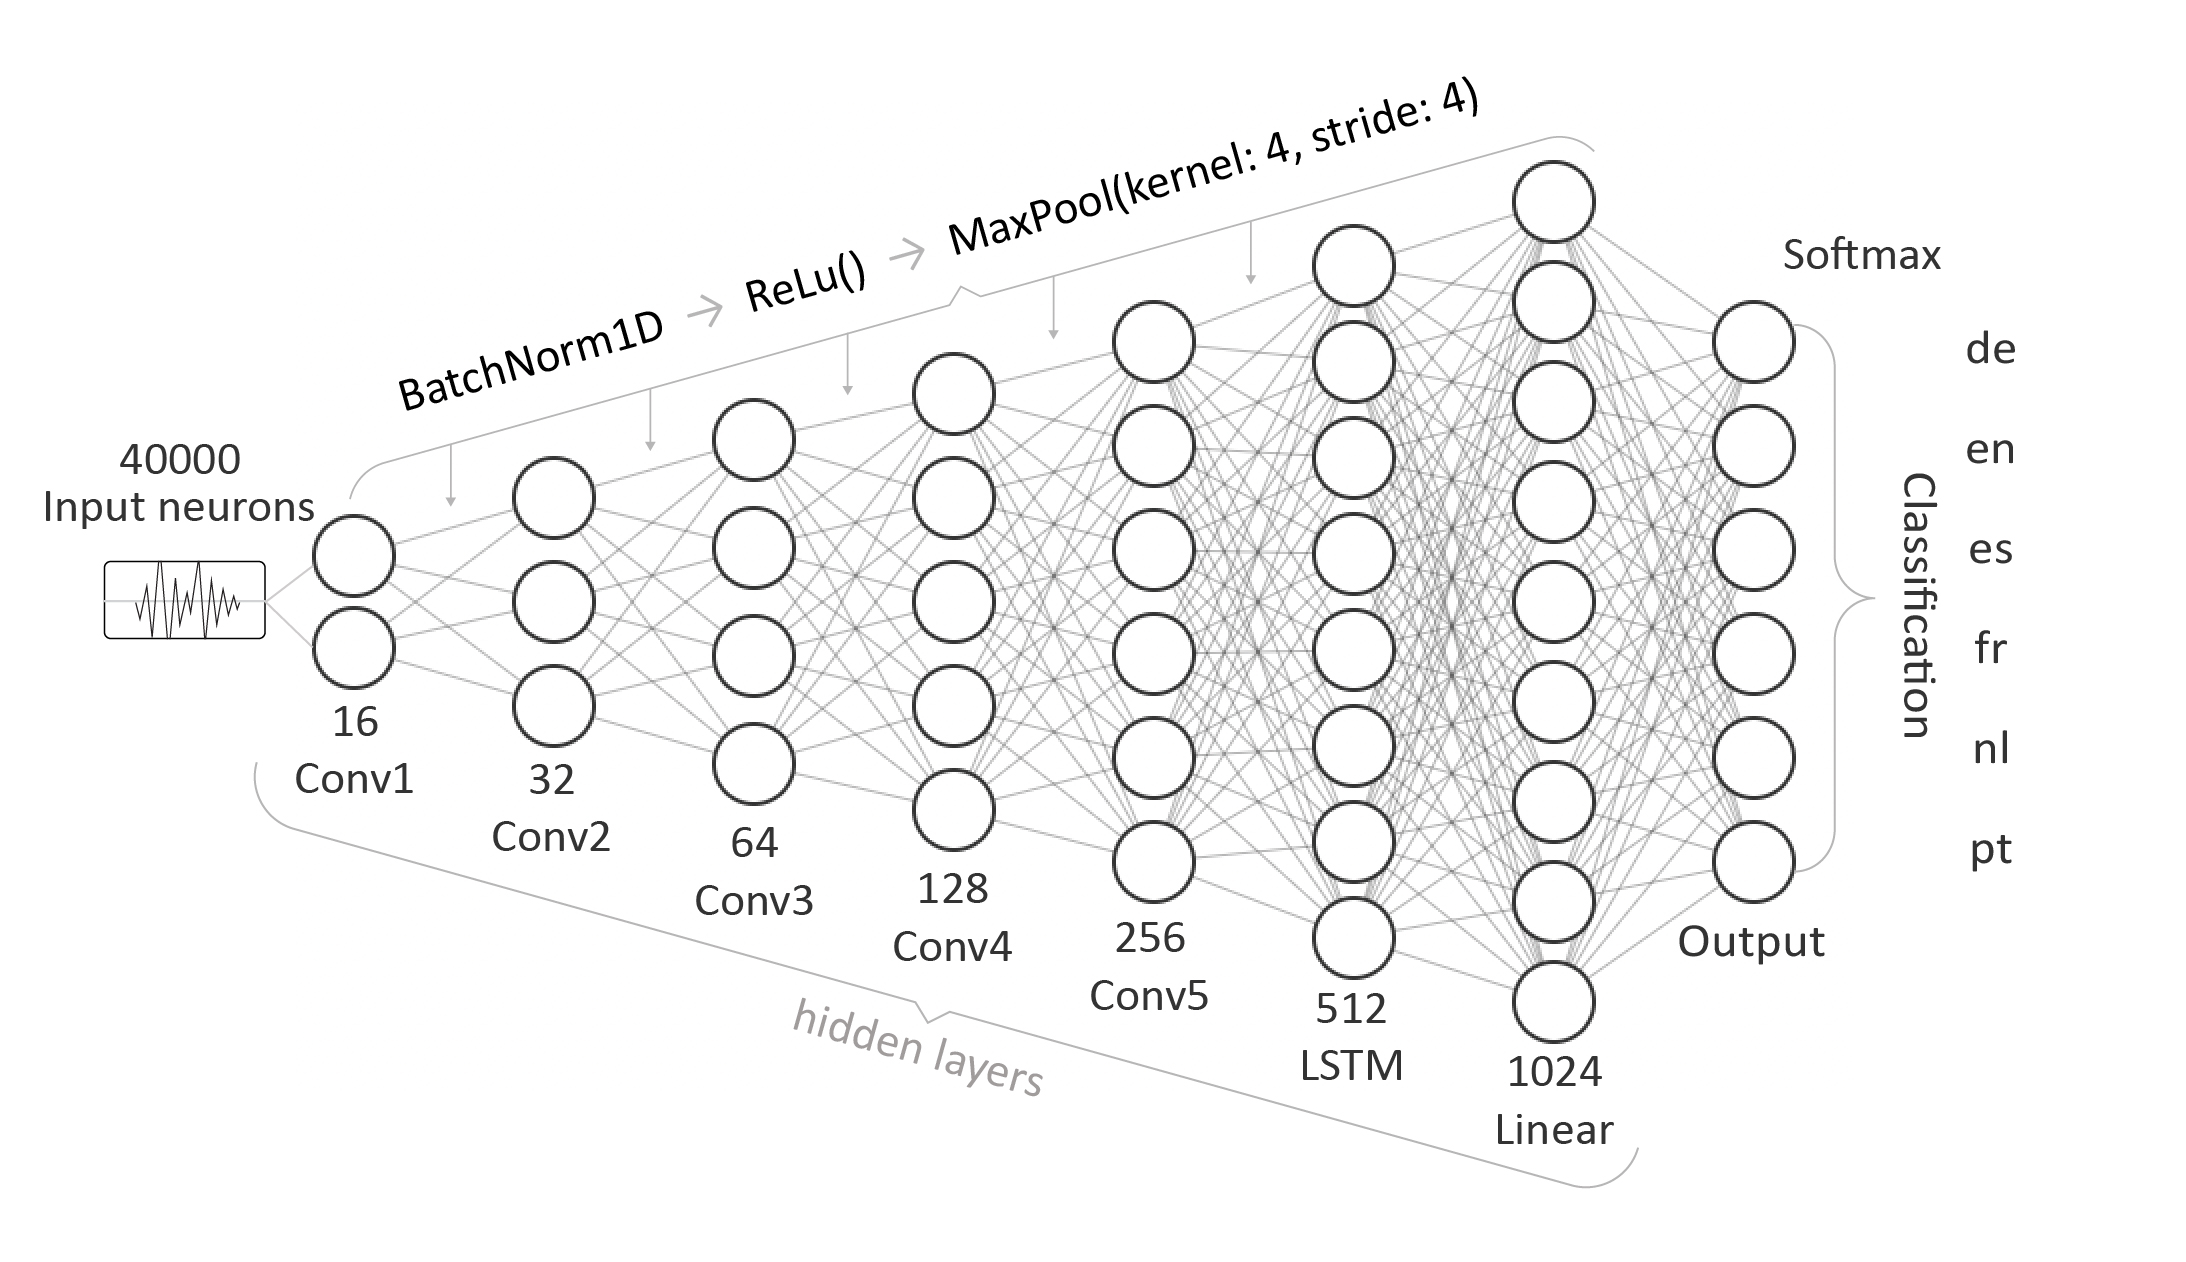 BatchNorm1D → ReLu() → MaxPool(kernel: 4, stride: 4)
40000
Input neurons
16
Conv1
32
Conv2
64
Conv3
128
Conv4
256
Conv5
512
LSTM
1024
Linear
hidden layers
Output
Softmax
Classification
de
en
es
fr
nl
pt